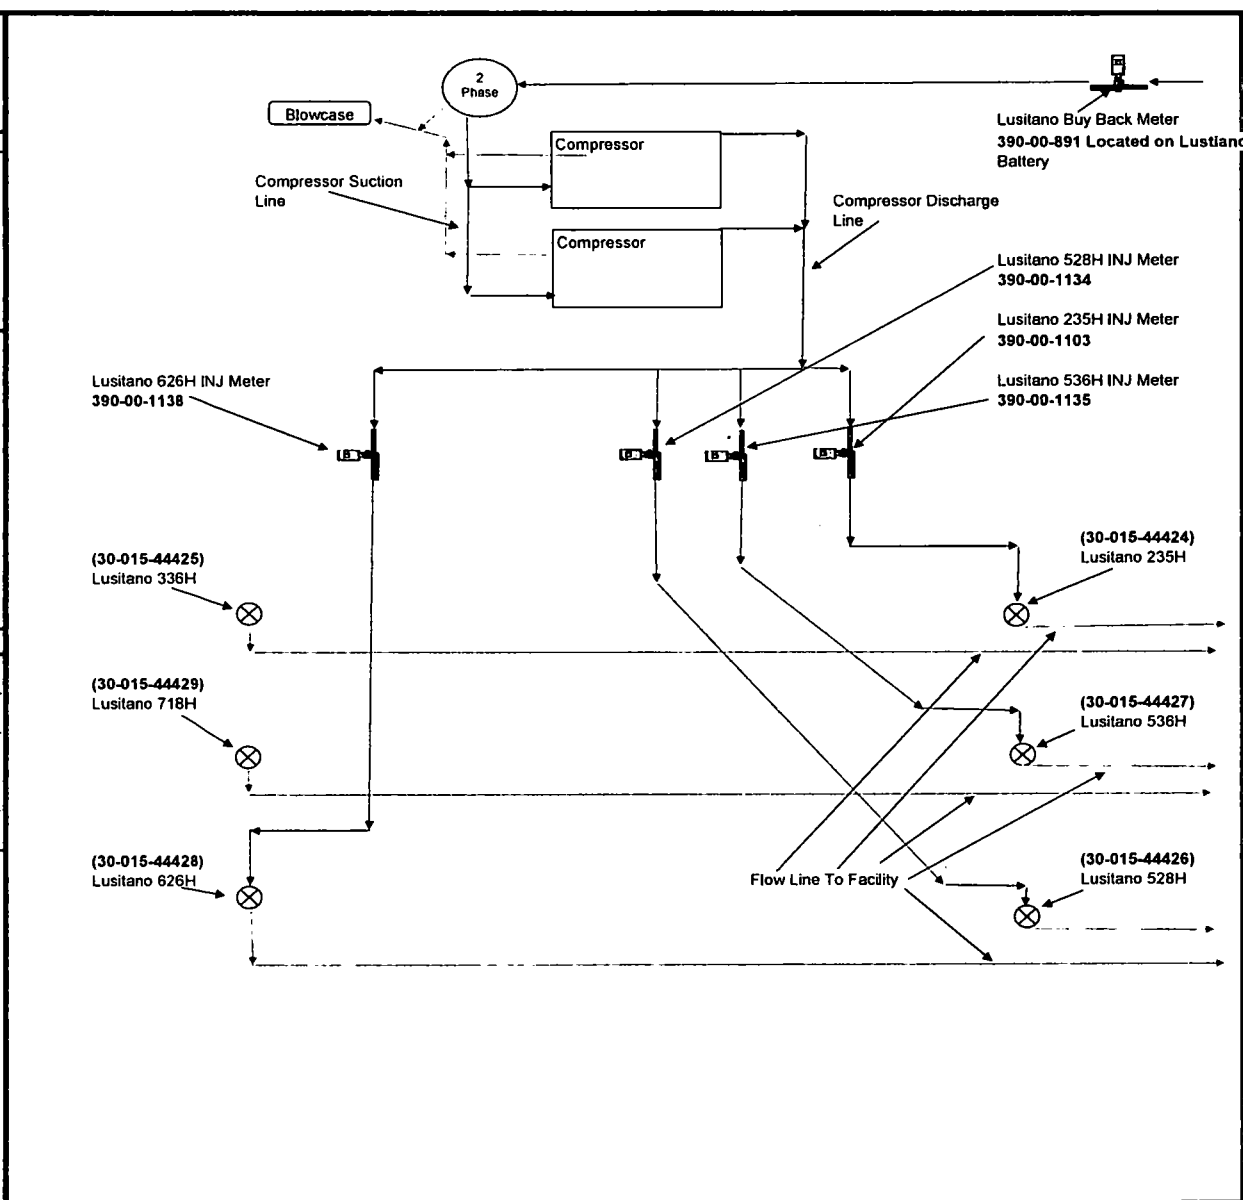 2
Phase
Blowcase
Lusitano Buy Back Meter
390-00-891 Located on Lustiano
Battery
Compressor
Compressor Suction
Line
Compressor Discharge
Line
Compressor
Lusitano 528H INJ Meter
390-00-1134
Lusitano 235H INJ Meter
390-00-1103
Lusitano 626H INJ Meter
390-00-1138
Lusitano 536H INJ Meter
390-00-1135
(30-015-44425)
Lusitano 336H
(30-015-44424)
Lusitano 235H
(30-015-44429)
Lusitano 718H
(30-015-44427)
Lusitano 536H
(30-015-44428)
Lusitano 626H
Flow Line To Facility
(30-015-44426)
Lusitano 528H